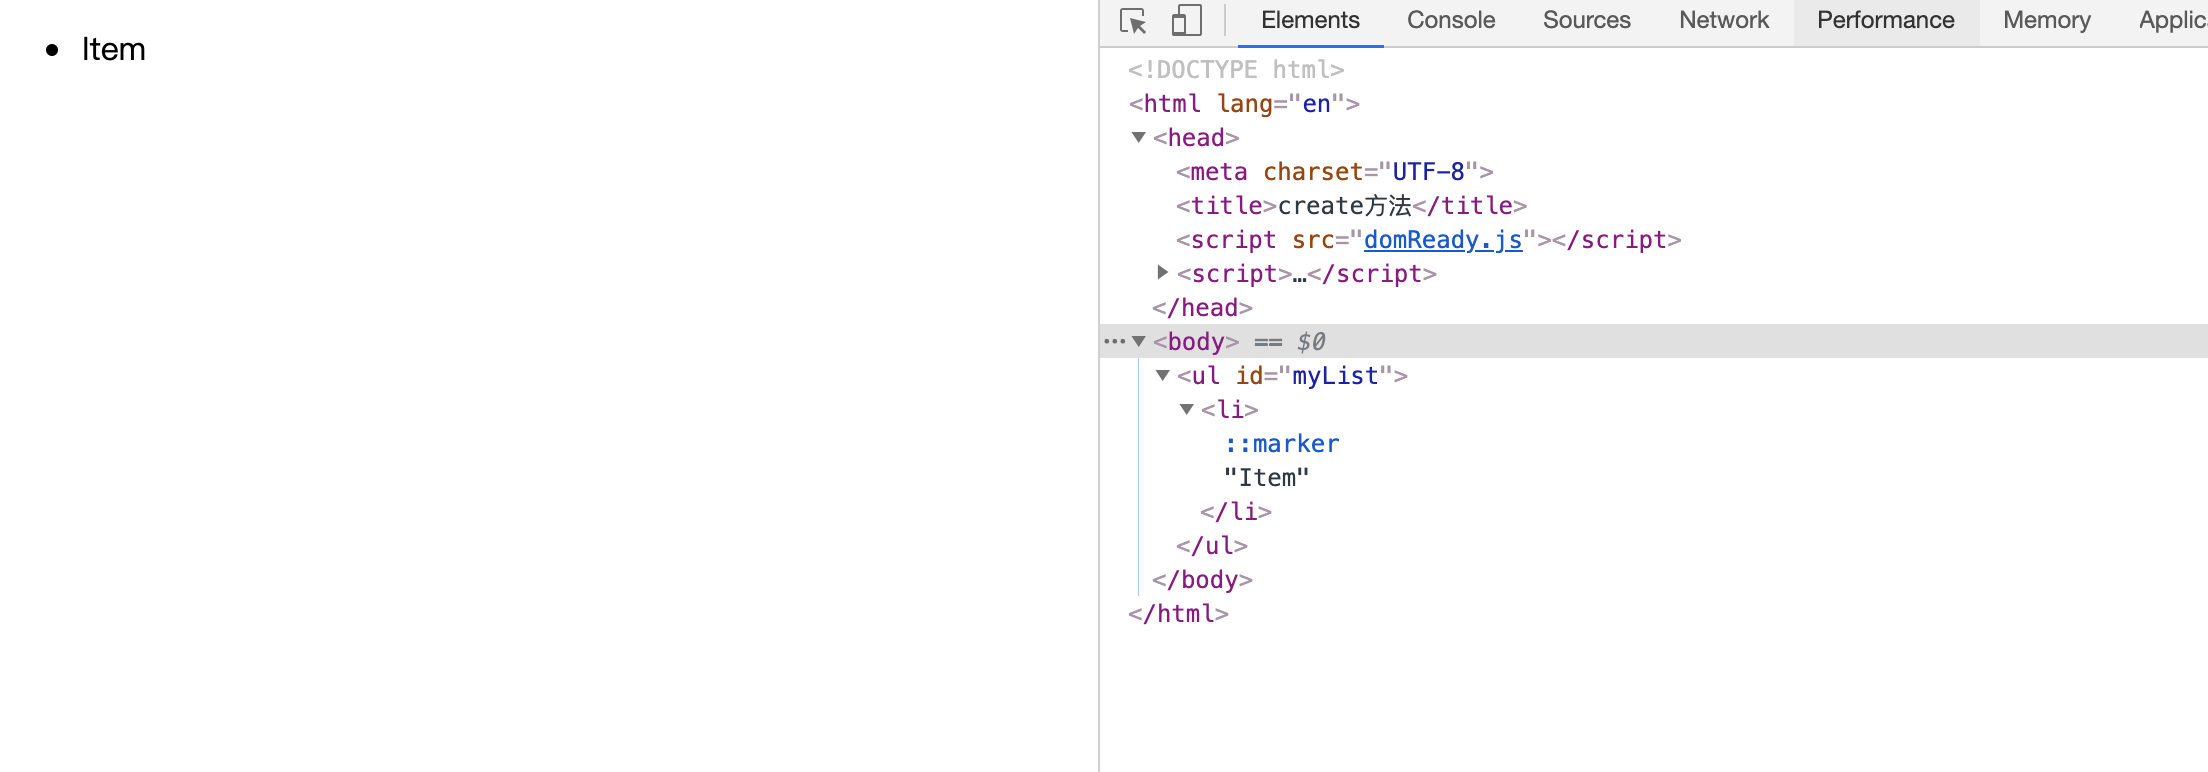 Item
Elements Console Sources Network Performance Memory Applic
<!DOCTYPE html>
<html lang="en">
<head>
<meta charset="UTF-8">
<title>create方法</title>
<script src="domReady.js"></script>
<script>…</script>
</head>
<body> == $0
<ul id="myList">
<li>
::marker
"Item"
</li>
</ul>
</body>
</html>